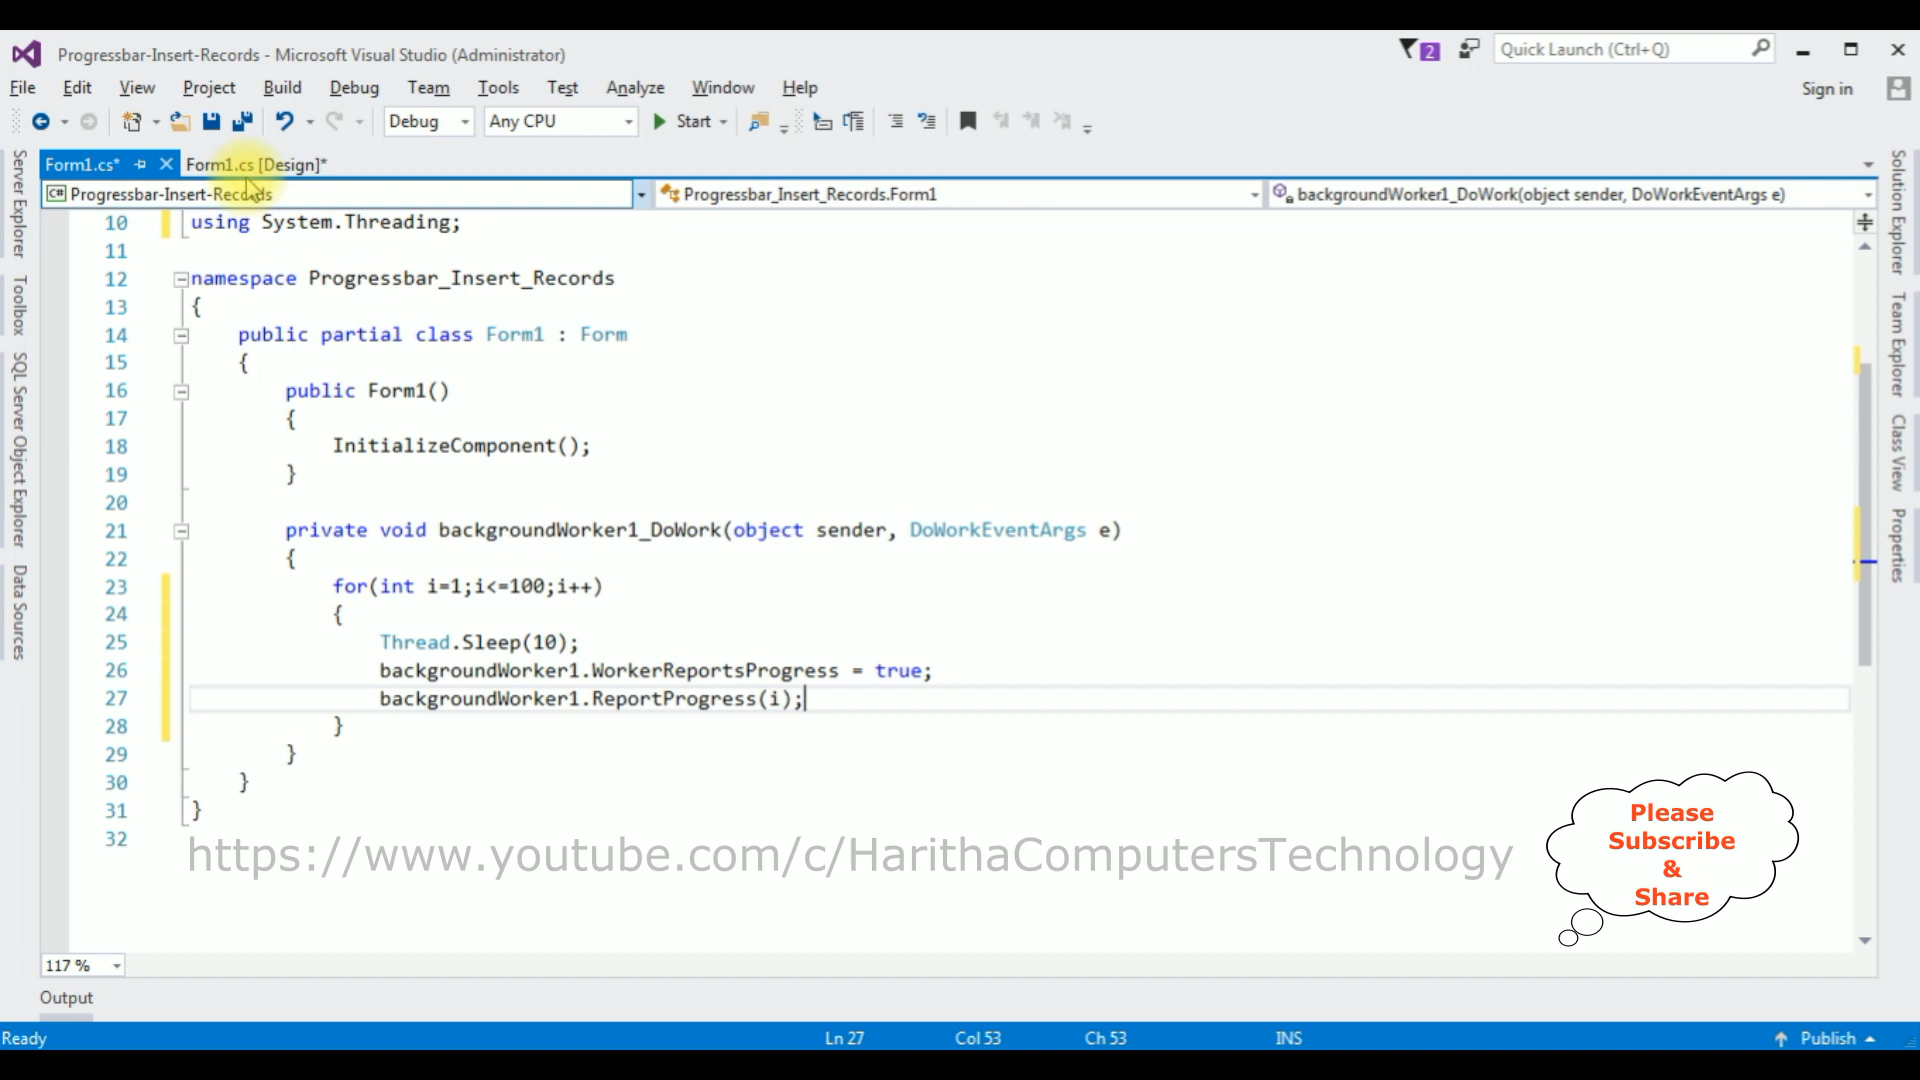 Progressbar-Insert-Records - Microsoft Visual Studio (Administrator)
2
Quick Launch (Ctrl+Q)
File Edit View Project Build Debug Team Tools Test Analyze Window Help
Sign in
Debug Any CPU Start
Form1.cs* Form1.cs [Design]*
C# Progressbar-Insert-Records Progressbar_Insert_Records.Form1 backgroundWorker1_DoWork(object sender, DoWorkEventArgs e)
Server Explorer
Toolbox
SQL Server Object Explorer
Data Sources
10 using System.Threading;
11
12 namespace Progressbar_Insert_Records
13 {
14 public partial class Form1 : Form
15 {
16 public Form1()
17 {
18 InitializeComponent();
19 }
20
21 private void backgroundWorker1_DoWork(object sender, DoWorkEventArgs e)
22 {
23 for(int i=1;i<=100;i++)
24 {
25 Thread.Sleep(10);
26 backgroundWorker1.WorkerReportsProgress = true;
27 backgroundWorker1.ReportProgress(i);
28 }
29 }
30 }
31 }
32
https://www.youtube.com/c/HarithaComputersTechnology
Please
Subscribe
&
Share
Solution Explorer
Team Explorer
Class View
Properties
117 %
Output
Ready Ln 27 Col 53 Ch 53 INS Publish